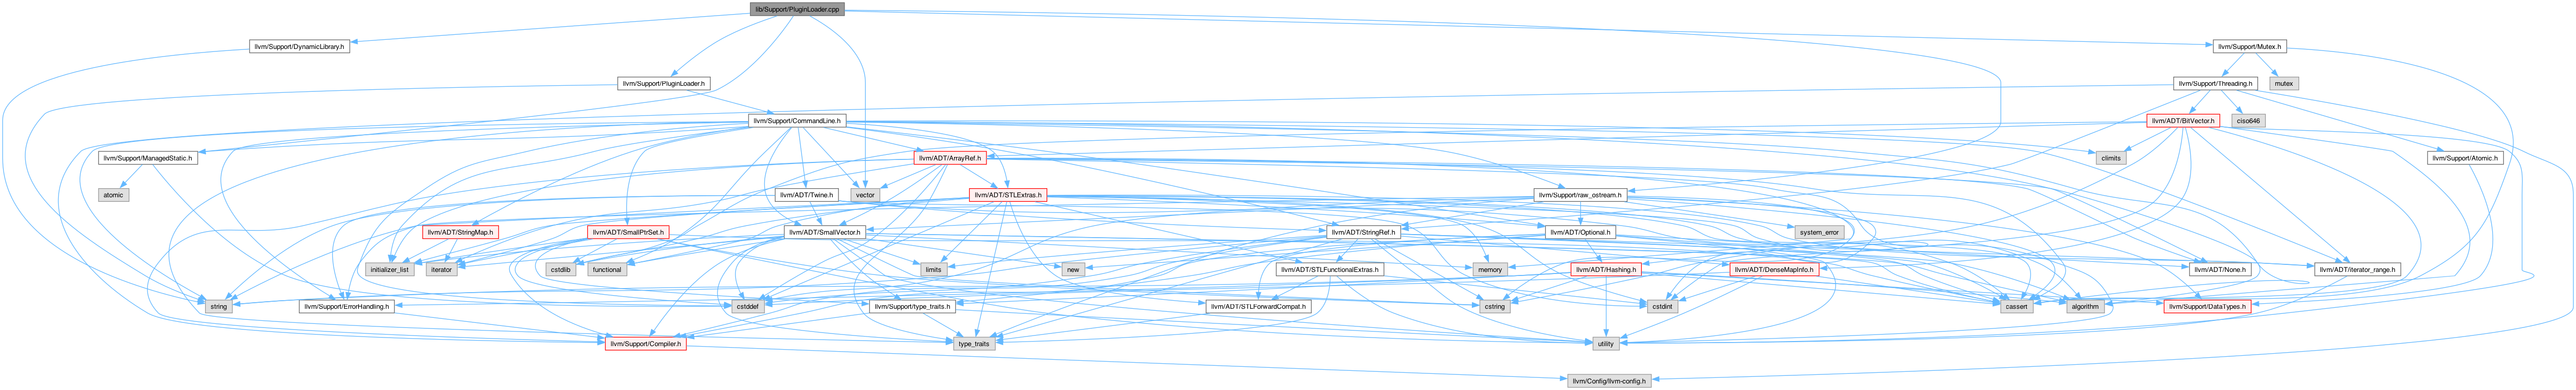 lib/Support/PluginLoader.cpp
llvm/Support/DynamicLibrary.h
llvm/Support/Mutex.h
llvm/Support/PluginLoader.h
llvm/Support/Threading.h
mutex
llvm/Support/CommandLine.h
llvm/ADT/BitVector.h
ciso646
llvm/Support/ManagedStatic.h
llvm/ADT/ArrayRef.h
climits
llvm/Support/Atomic.h
atomic
llvm/ADT/Twine.h
vector
llvm/ADT/STLExtras.h
llvm/Support/raw_ostream.h
llvm/ADT/StringMap.h
llvm/ADT/SmallPtrSet.h
llvm/ADT/SmallVector.h
llvm/ADT/StringRef.h
llvm/ADT/Optional.h
system_error
initializer_list
iterator
cstdlib
functional
limits
new
llvm/ADT/STLFunctionalExtras.h
memory
llvm/ADT/Hashing.h
llvm/ADT/DenseMapInfo.h
llvm/ADT/None.h
llvm/ADT/iterator_range.h
string
llvm/Support/ErrorHandling.h
cstddef
llvm/Support/type_traits.h
llvm/ADT/STLForwardCompat.h
cstring
cstdint
cassert
algorithm
llvm/Support/DataTypes.h
llvm/Support/Compiler.h
type_traits
utility
llvm/Config/llvm-config.h